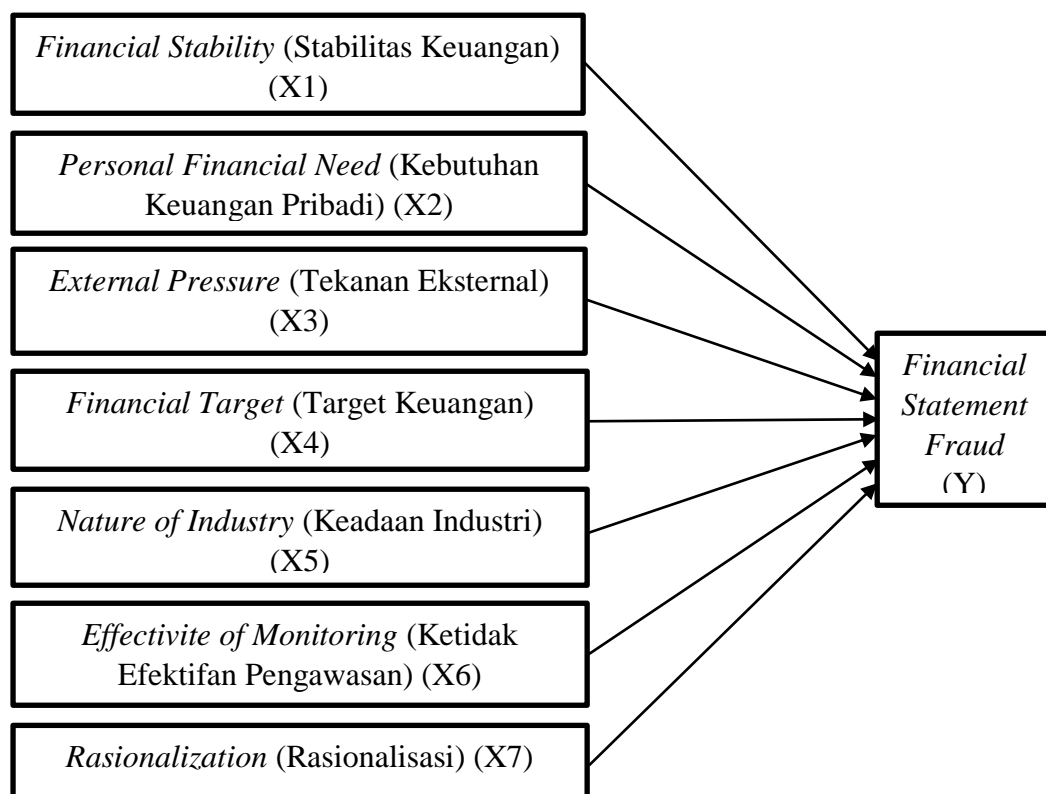 Financial Stability (Stabilitas Keuangan)
(X1)
Personal Financial Need (Kebutuhan
Keuangan Pribadi) (X2)
External Pressure (Tekanan Eksternal)
(X3)
Financial Target (Target Keuangan)
(X4)
Nature of Industry (Keadaan Industri)
(X5)
Effectivite of Monitoring (Ketidak
Efektifan Pengawasan) (X6)
Rasionalization (Rasionalisasi) (X7)
Financial
Statement
Fraud
(Y)